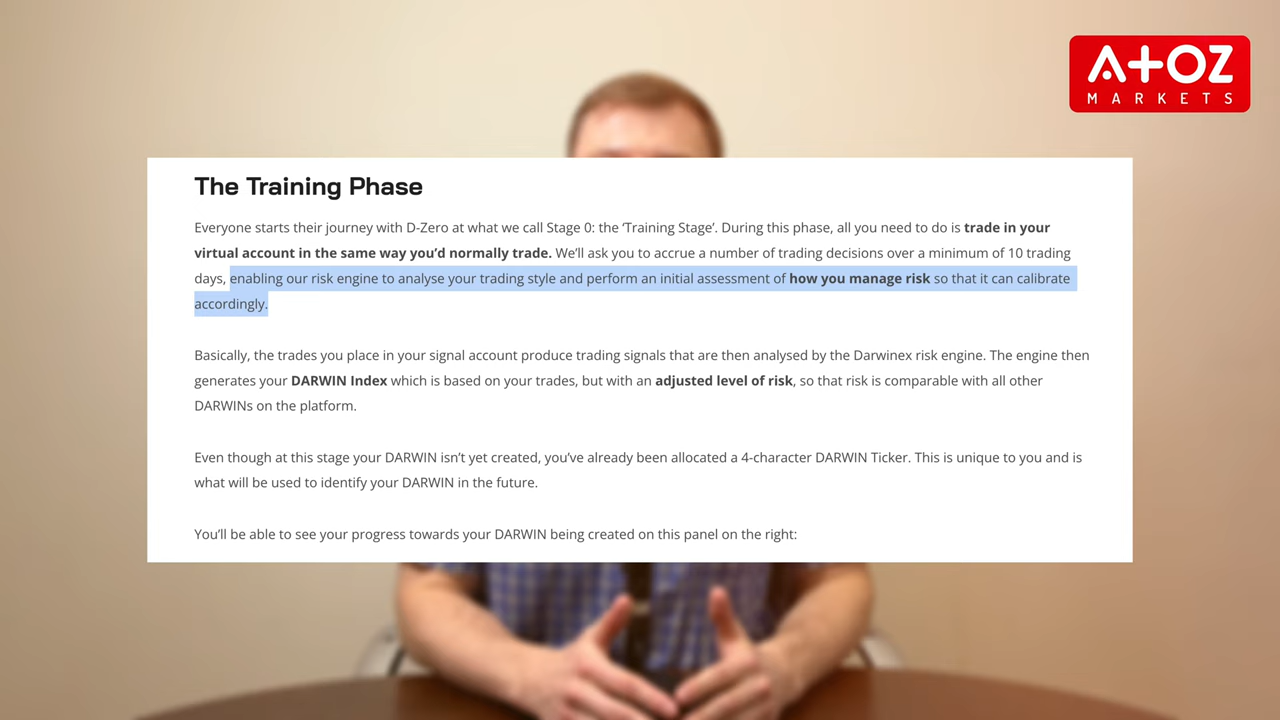 ATOZ
MARKETS
The Training Phase
Everyone starts their journey with D-Zero at what we call Stage 0: the ‘Training Stage’. During this phase, all you need to do is trade in your
virtual account in the same way you’d normally trade. We’ll ask you to accrue a number of trading decisions over a minimum of 10 trading
days, enabling our risk engine to analyse your trading style and perform an initial assessment of how you manage risk so that it can calibrate
accordingly.
Basically, the trades you place in your signal account produce trading signals that are then analysed by the Darwinex risk engine. The engine then
generates your DARWIN Index which is based on your trades, but with an adjusted level of risk, so that risk is comparable with all other
DARWINs on the platform.
Even though at this stage your DARWIN isn’t yet created, you’ve already been allocated a 4-character DARWIN Ticker. This is unique to you and is
what will be used to identify your DARWIN in the future.
You’ll be able to see your progress towards your DARWIN being created on this panel on the right: